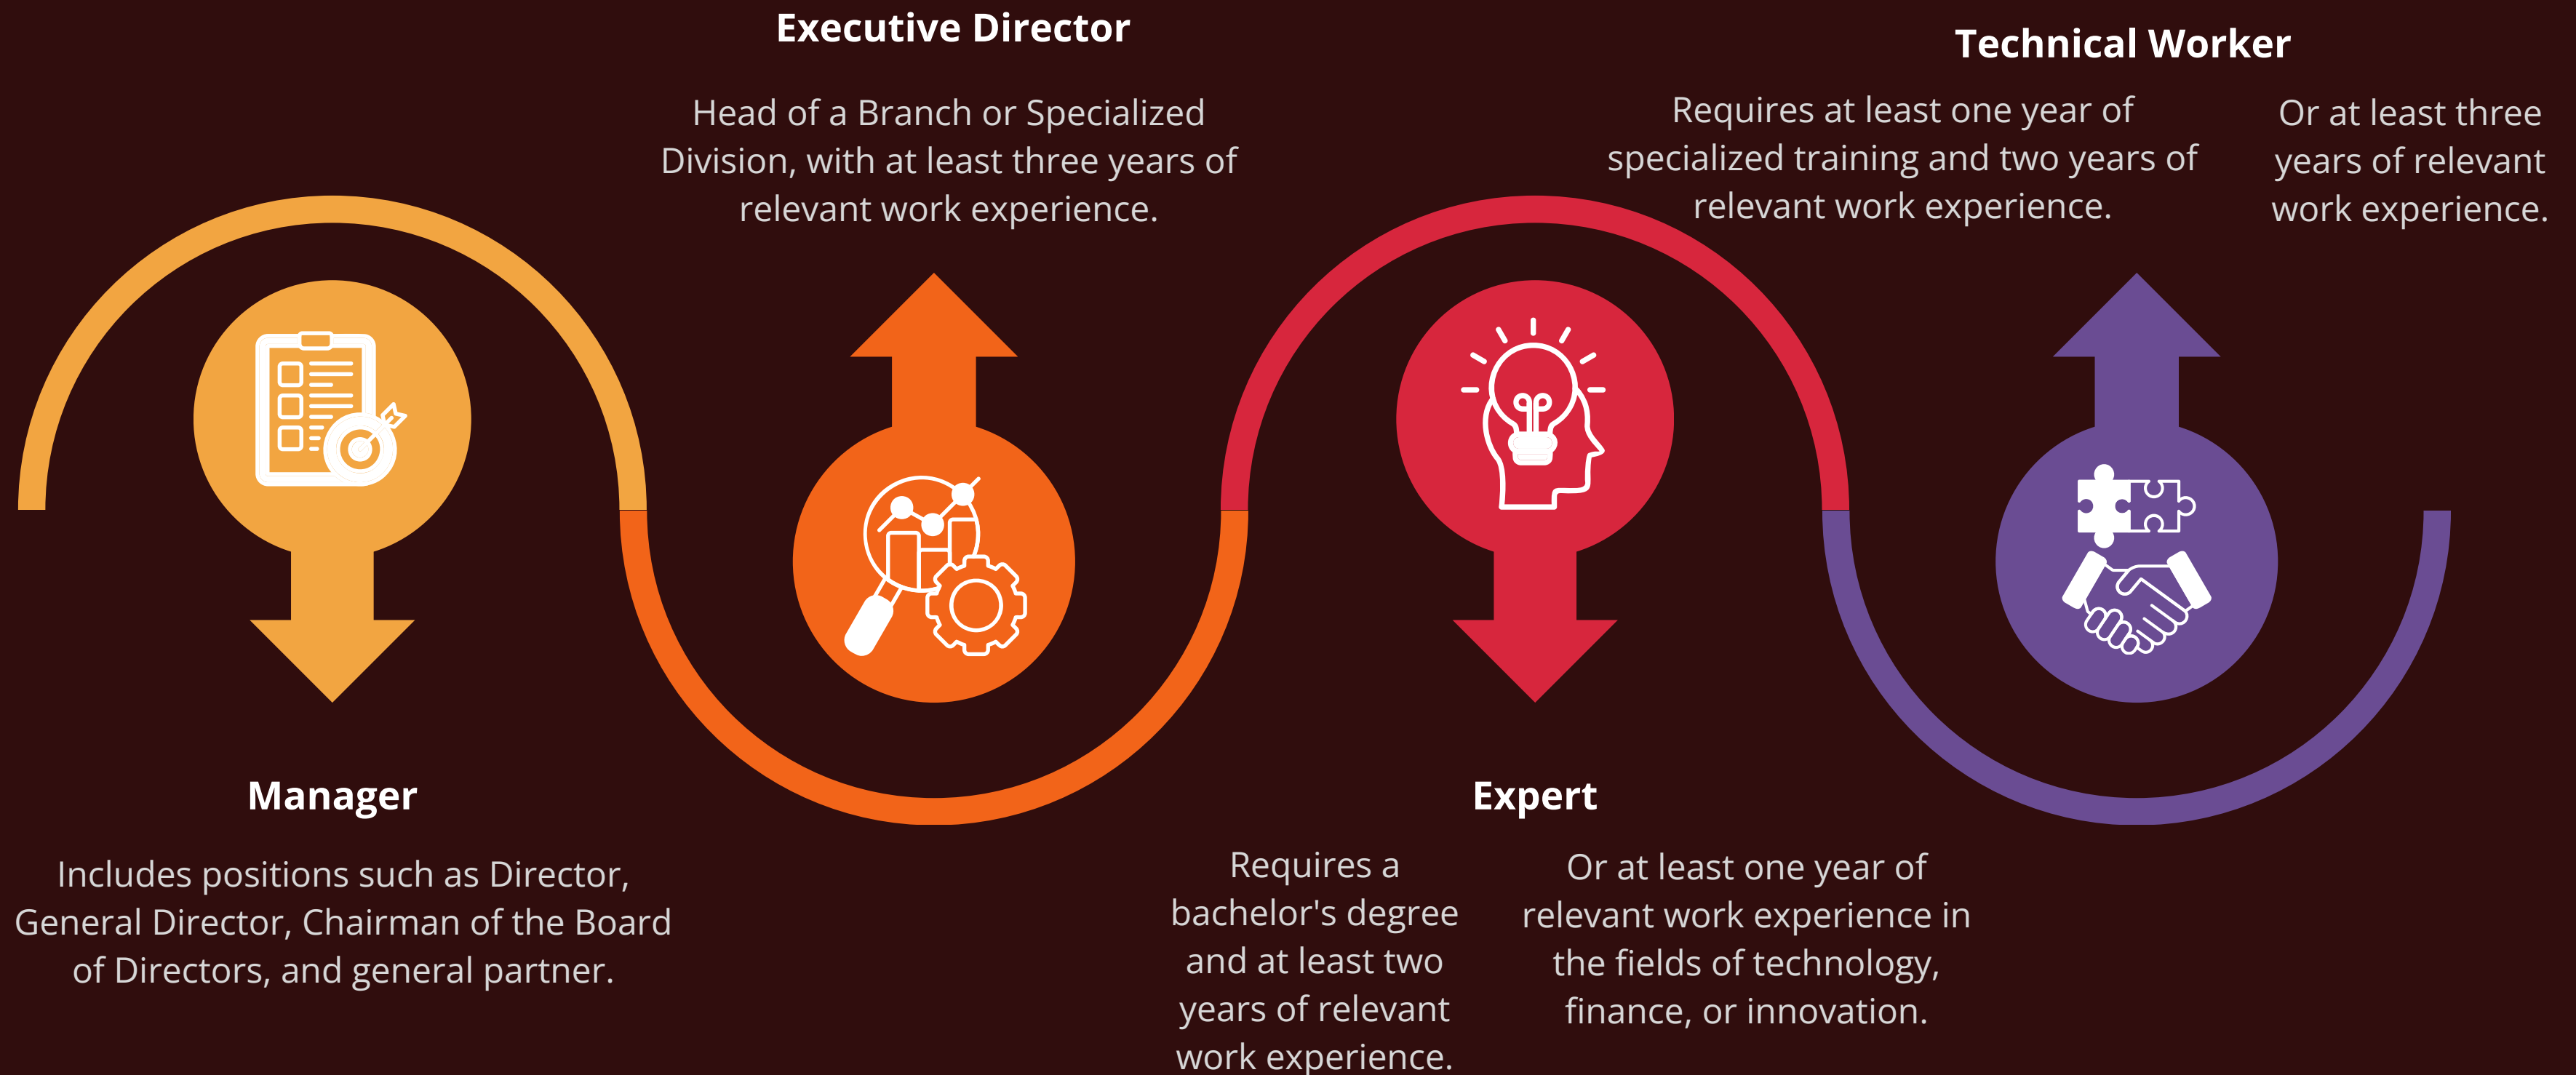 Executive Director
Head of a Branch or Specialized
Division, with at least three years of
relevant work experience.
Technical Worker
Requires at least one year of
specialized training and two years of
relevant work experience.
Or at least three
years of relevant
work experience.
Manager
Includes positions such as Director,
General Director, Chairman of the Board
of Directors, and general partner.
Expert
Requires a
bachelor's degree
and at least two
years of relevant
work experience.
Or at least one year of
relevant work experience in
the fields of technology,
finance, or innovation.